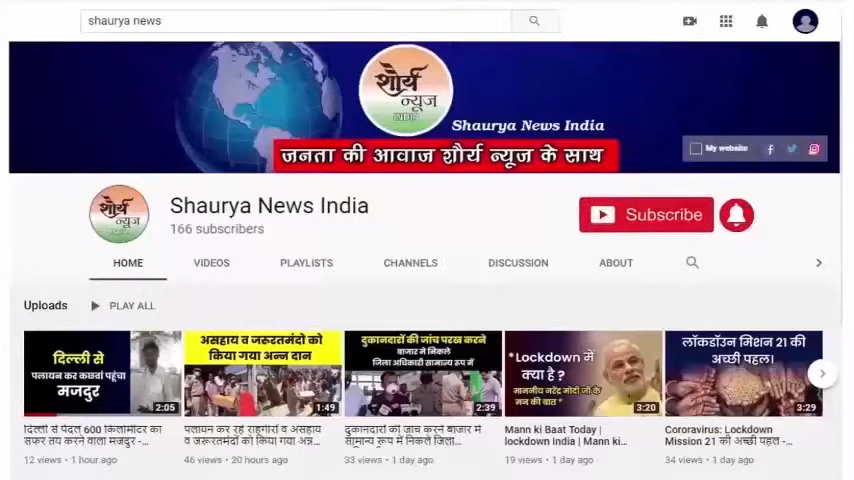 shaurya news
शौर्य
न्यूज
INDIA
Shaurya News India
My website
जनता की आवाज शौर्य न्यूज के साथ
शौर्य
न्यूज
Shaurya News India
166 subscribers
Subscribe
HOME VIDEOS PLAYLISTS CHANNELS DISCUSSION ABOUT
Uploads PLAY ALL
दिल्ली से
पलायन कर कछवां पहुंचा
मजदुर
2:05
असहाय व जरूरतमंदो को
किया गया अन्न दान
1:49
दुकानदारों की जांच परख करने
बाजार मे निकले
जिला अधिकारी सामान्य रूप में
2:39
"Lockdown में
क्या है ?
माननीय नरेंद्र मोदी जी के
मन की बात"
3:20
लॉकडॉउन मिशन 21 की
अच्छी पहल।
3:29
दिल्ली से पैदल 600 किलोमीटर का
सफर तय करने वाला मजदुर -...
12 views • 1 hour ago
पलायन कर रहे राहगीरों व असहाय
व जरूरतमंदों को किया गया अन्न...
46 views • 20 hours ago
दुकानदारों की जांच करने बाजार में
सामान्य रूप में निकले जिला...
33 views • 1 day ago
Mann ki Baat Today |
lockdown India | Mann ki...
19 views • 1 day ago
Cororavirus: Lockdown
Mission 21 की अच्छी पहल -...
34 views • 1 day ago